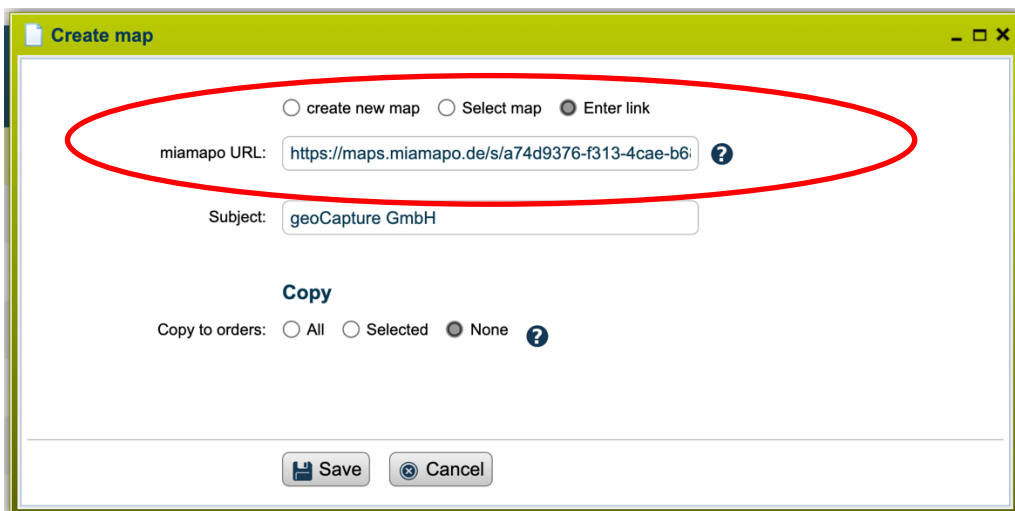 Create map
create new map Select map Enter link
miamapo URL: https://maps.miamapo.de/s/a74d9376-f313-4cae-b6
Subject: geoCapture GmbH
Copy
Copy to orders: All Selected None
Save Cancel